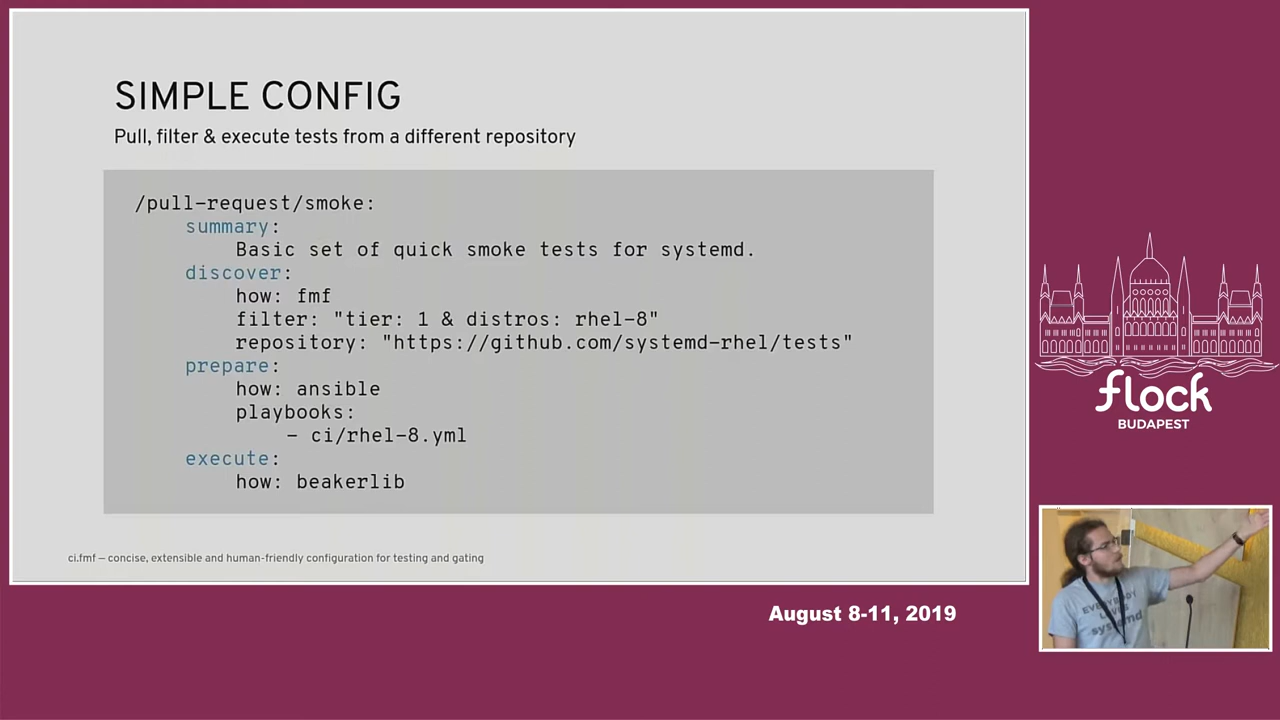 SIMPLE CONFIG
Pull, filter & execute tests from a different repository
/pull-request/smoke:
summary:
Basic set of quick smoke tests for systemd.
discover:
how: fmf
filter: "tier: 1 & distros: rhel-8"
repository: "https://github.com/systemd-rhel/tests"
prepare:
how: ansible
playbooks:
- ci/rhel-8.yml
execute:
how: beakerlib
ci.fmf – concise, extensible and human-friendly configuration for testing and gating
flock
BUDAPEST
EVERYBODY
LOVES
systemd
August 8-11, 2019